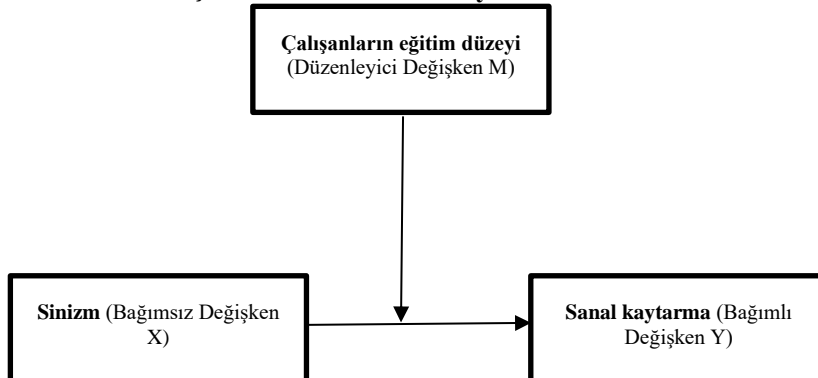 Çalışanların eğitim düzeyi
(Düzenleyici Değişken M)
Sinizm (Bağımsız Değişken
X)
Sanal kaytarma (Bağımlı
Değişken Y)